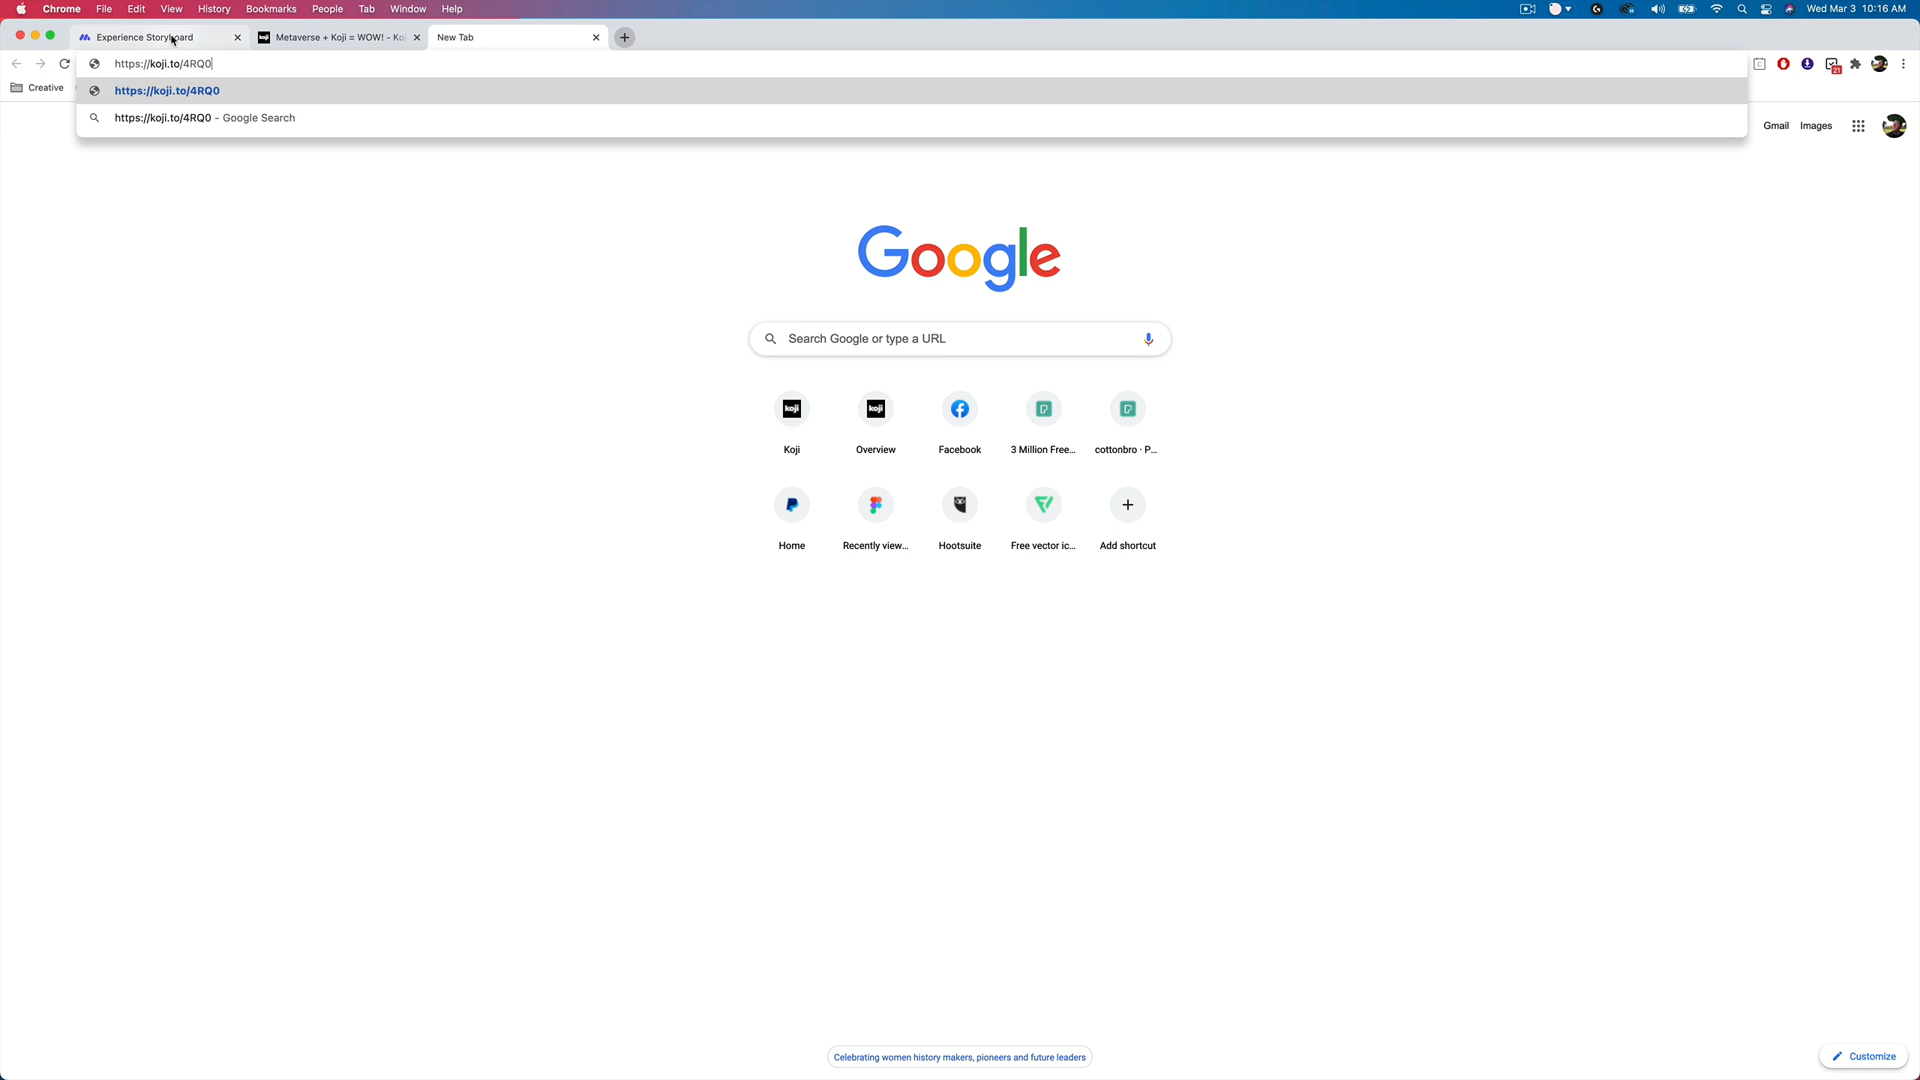 Chrome File Edit View History Bookmarks People Tab Window Help Wed Mar 3 10:16 AM
Experience Storyboard Metaverse + Koji = WOW! - Ko New Tab
https://koji.to/4RQ0
21
https://koji.to/4RQ0
Creative
https://koji.to/4RQ0 - Google Search
Gmail Images
Google
Search Google or type a URL
koji koji
Koji Overview Facebook 3 Million Free... cottonbro · P...
Home Recently view... Hootsuite Free vector ic... Add shortcut
Celebrating women history makers, pioneers and future leaders
Customize